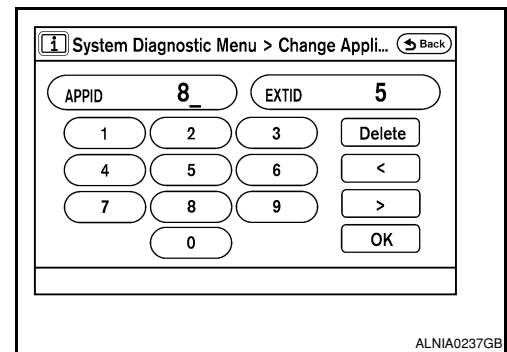 i System Diagnostic Menu > Change Appli... Back
APPID 8_ EXTID 5
1 2 3 Delete
4 5 6 <
7 8 9 >
0 OK
ALNIA0237GB